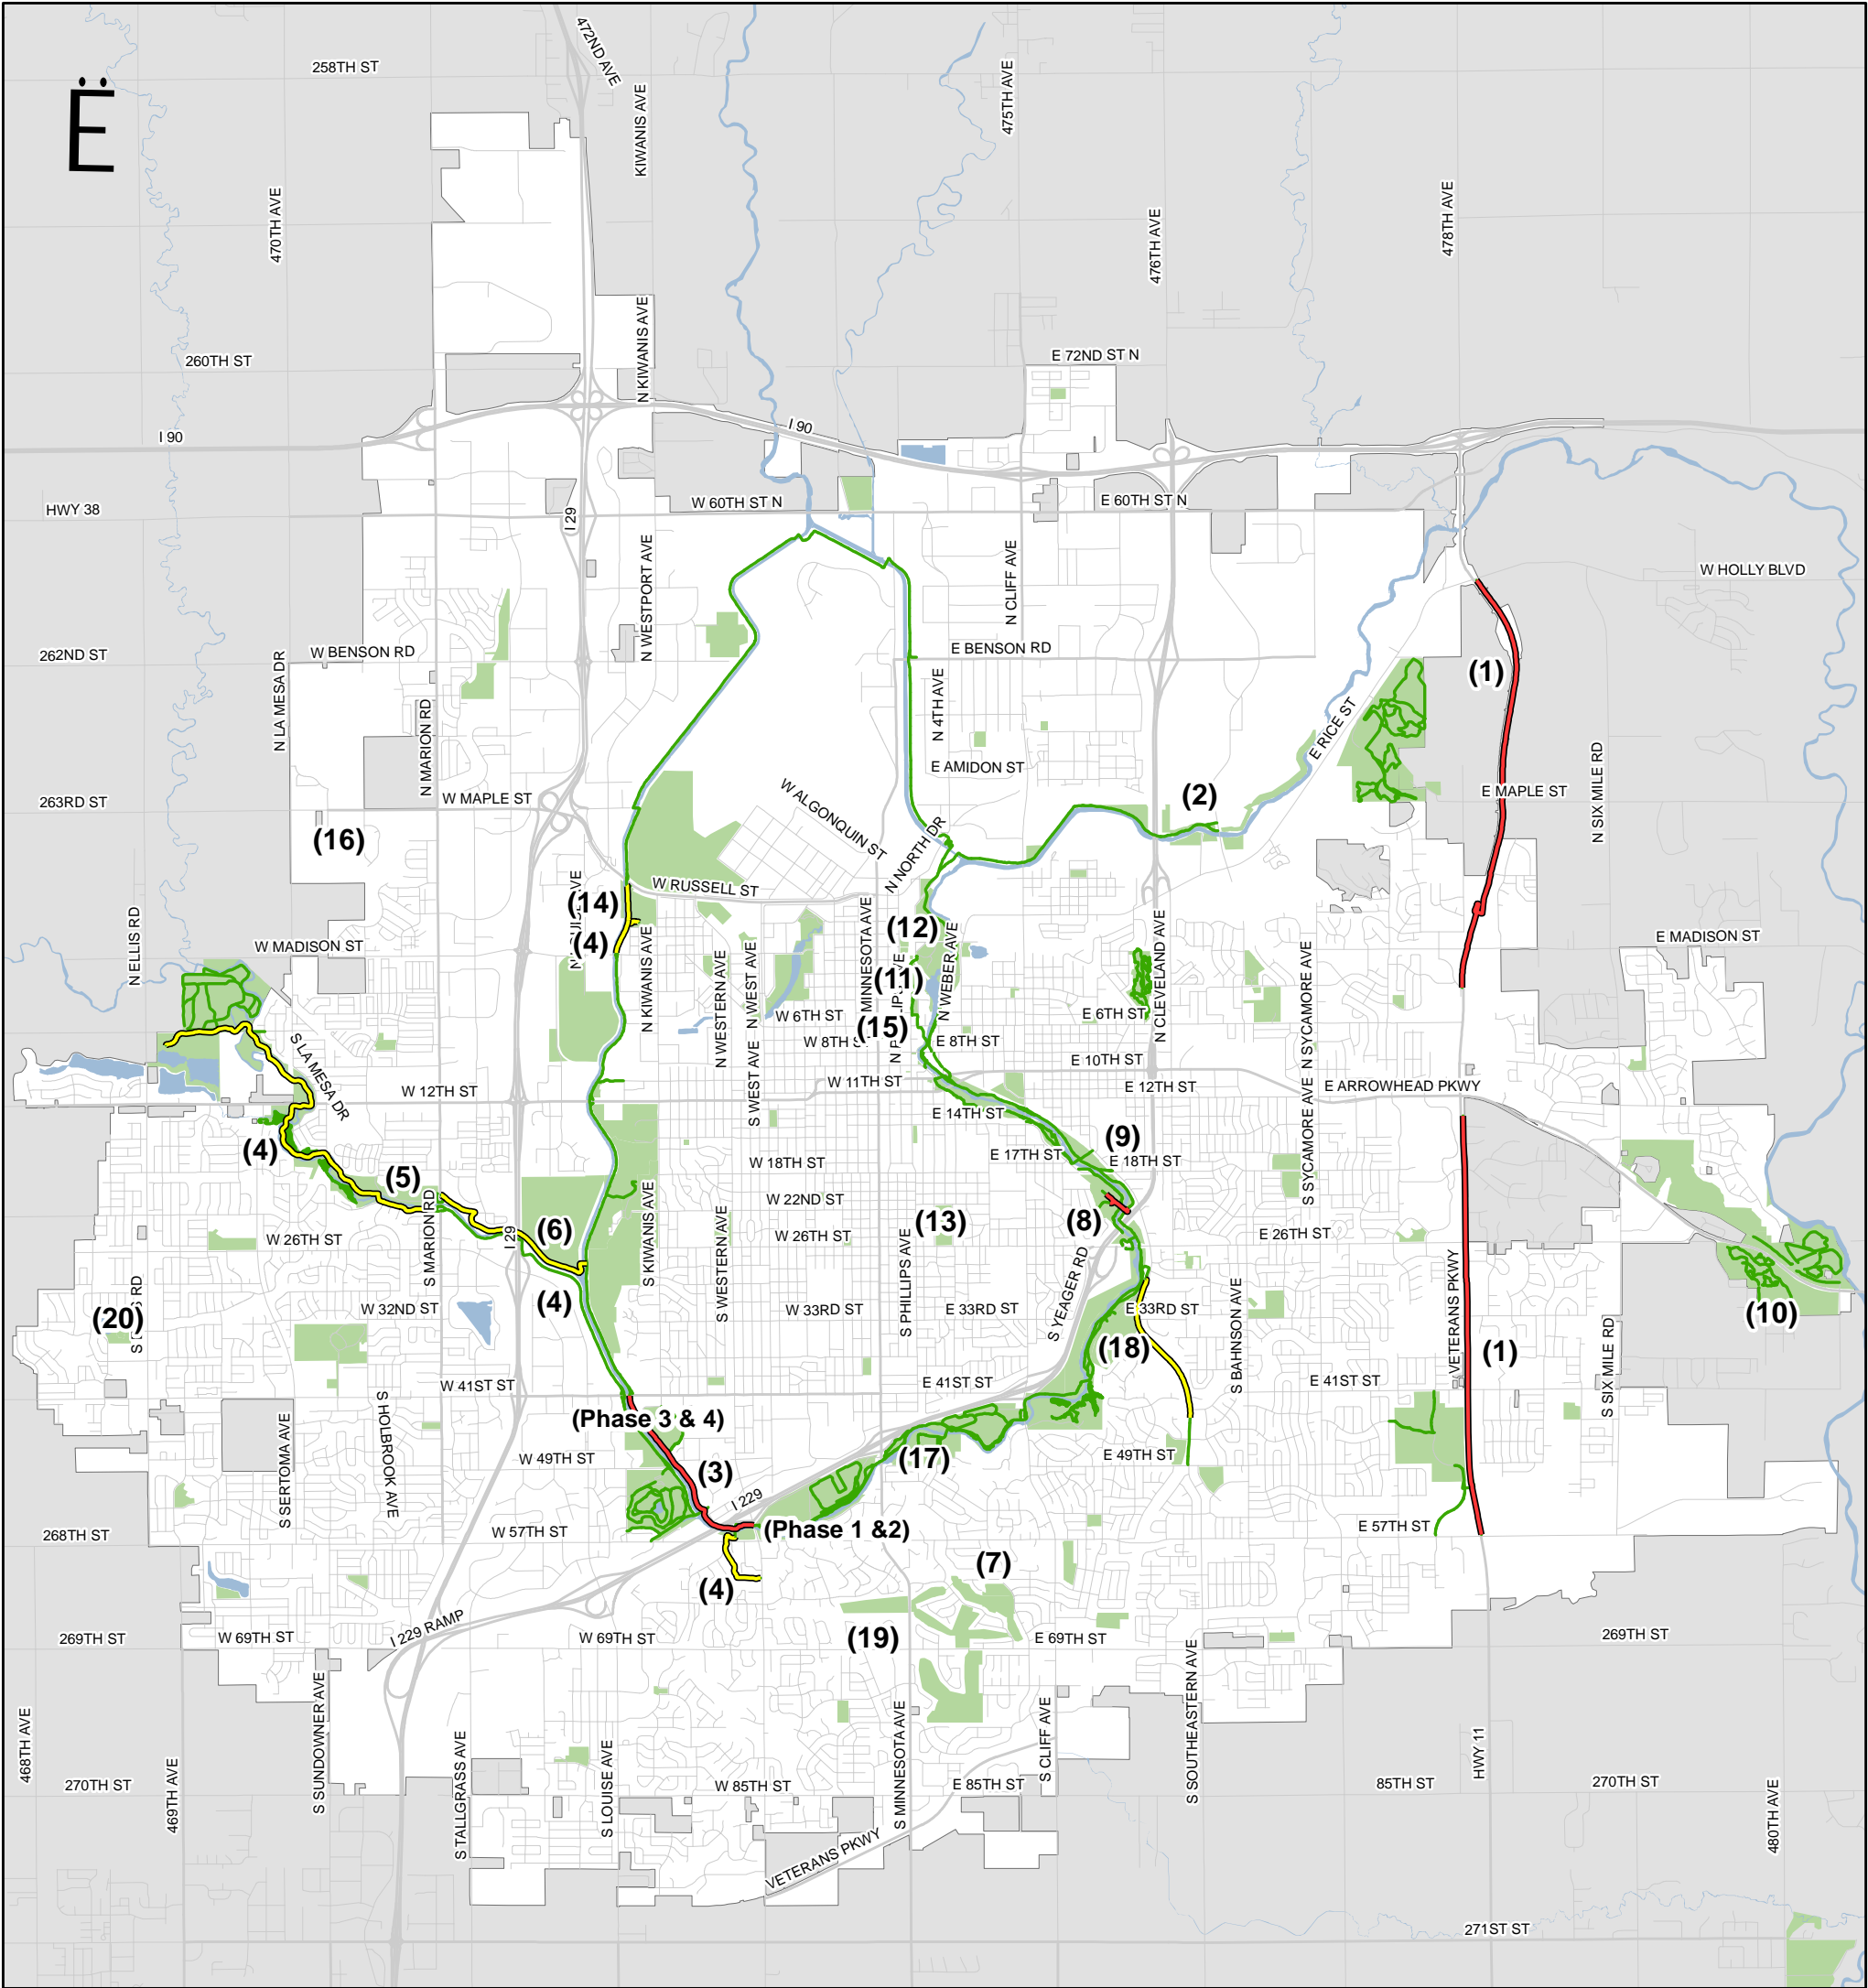 472ND AVE
258TH ST
KIWANIS AVE
475TH AVE
Ë
470TH AVE
476TH AVE
478TH AVE
N KIWANIS AVE
260TH ST
E 72ND ST N
I 90
I 90
HWY 38
I 29
W 60TH ST N
E 60TH ST N
N WESTPORT AVE
N CLIFF AVE
W HOLLY BLVD
262ND ST
W BENSON RD
E BENSON RD
(1)
N LA MESA DR
N MARION RD
N 4TH AVE
E RICE ST
E AMIDON ST
N SIX MILE RD
263RD ST
W MAPLE ST
(2)
E MAPLE ST
W ALGONQUIN ST
(16)
N NORTH DR
W RUSSELL ST
(14)
(12)
N ELLIS RD
W MADISON ST
(4)
N KIWANIS AVE
N WESTERN AVE
N WEST AVE
MINNESOTA AVE
N WEBER AVE
N CLEVELAND AVE
N SYCAMORE AVE
E MADISON ST
(11)
W 6TH ST
E 6TH ST
(15)
W 8TH S
E 8TH ST
S LA MESA DR
E 10TH ST
W 12TH ST
W 11TH ST
E 12TH ST
E ARROWHEAD PKWY
S WEST AVE
E 14TH ST
(4)
(9)
E 17TH ST
E 18TH ST
W 18TH ST
S SYCAMORE AVE
(5)
W 22ND ST
S MARION RD
S KIWANIS AVE
S WESTERN AVE
(13)
(8)
(6)
W 26TH ST
I 29
W 26TH ST
S PHILLIPS AVE
E 26TH ST
S YEAGER RD
VETERANS PKWY
(4)
W 32ND ST
W 33RD ST
E 33RD ST
E 33RD ST
S BAHNSON AVE
(10)
(20)
(18)
(1)
S SIX MILE RD
W 41ST ST
E 41ST ST
E 41ST ST
S HOLBROOK AVE
(Phase 3 & 4)
S SERTOMA AVE
W 49TH ST
(3)
(17)
E 49TH ST
I 229
268TH ST
W 57TH ST
(Phase 1 &2)
E 57TH ST
(7)
(4)
I 229 RAMP
269TH ST
W 69TH ST
W 69TH ST
(19)
E 69TH ST
269TH ST
S SUNDOWNER AVE
S SOUTHEASTERN AVE
468TH AVE
469TH AVE
S TALLGRASS AVE
S LOUISE AVE
S MINNESOTA AVE
S CLIFF AVE
HWY 11
270TH ST
W 85TH ST
E 85TH ST
85TH ST
270TH ST
480TH AVE
VETERANS PKWY
271ST ST